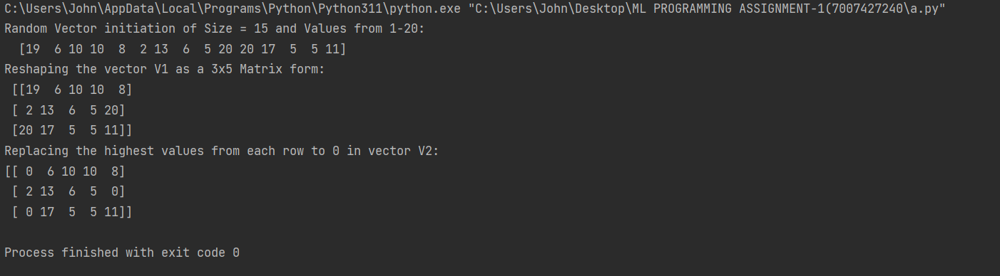 C:\Users\John\AppData\Local\Programs\Python\Python311\python.exe "C:\Users\John\Desktop\ML PROGRAMMING ASSIGNMENT-1(7007427240\a.py"
Random Vector initiation of Size = 15 and Values from 1-20:
  [19  6 10 10  8  2 13  6  5 20 20 17  5  5 11]
Reshaping the vector V1 as a 3x5 Matrix form:
 [[19  6 10 10  8]
 [ 2 13  6  5 20]
 [20 17  5  5 11]]
Replacing the highest values from each row to 0 in vector V2:
[[ 0  6 10 10  8]
 [ 2 13  6  5  0]
 [ 0 17  5  5 11]]
Process finished with exit code 0